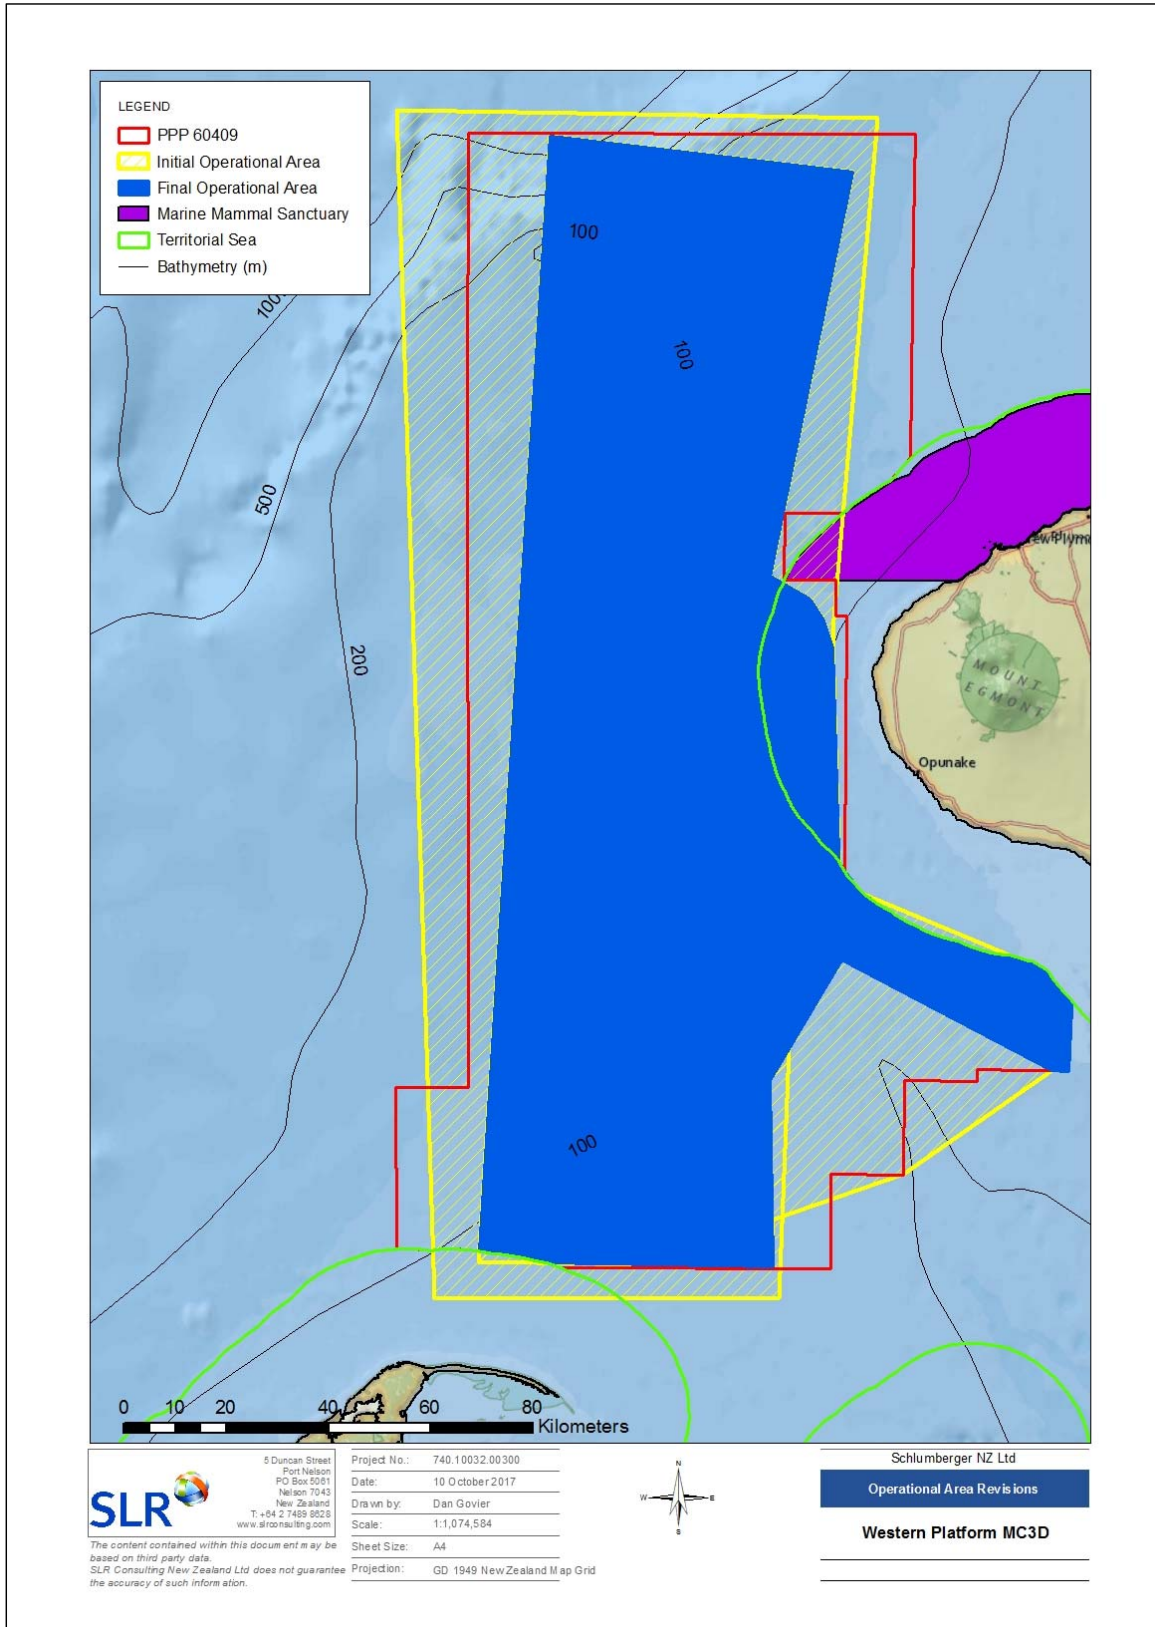 LEGEND
PPP 60409
Initial Operational Area
Final Operational Area
Marine Mammal Sanctuary
Territorial Sea
Bathymetry (m)
100
100
500
200
MOUNT
EGMONT
Opunake
100
0 10 20 40 60 80
Kilometers
SLR
5 Duncan Street
Port Nelson
PO Box 5061
Nelson 7043
New Zealand
T: +64 2 7489 8628
www.slrconsulting.com
The content contained within this document may be
based on third party data.
SLR Consulting New Zealand Ltd does not guarantee
the accuracy of such information.
Project No.: 740.10032.00300
Date: 10 October 2017
Drawn by: Dan Govier
Scale: 1:1,074,584
Sheet Size: A4
Projection: GD 1949 New Zealand Map Grid
N
W E
S
Schlumberger NZ Ltd
Operational Area Revisions
Western Platform MC3D